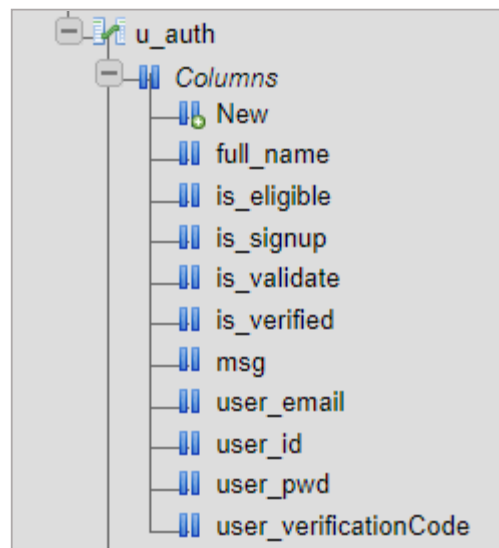 u_auth
Columns
New
full_name
is_eligible
is_signup
is_validate
is_verified
msg
user_email
user_id
user_pwd
user_verificationCode